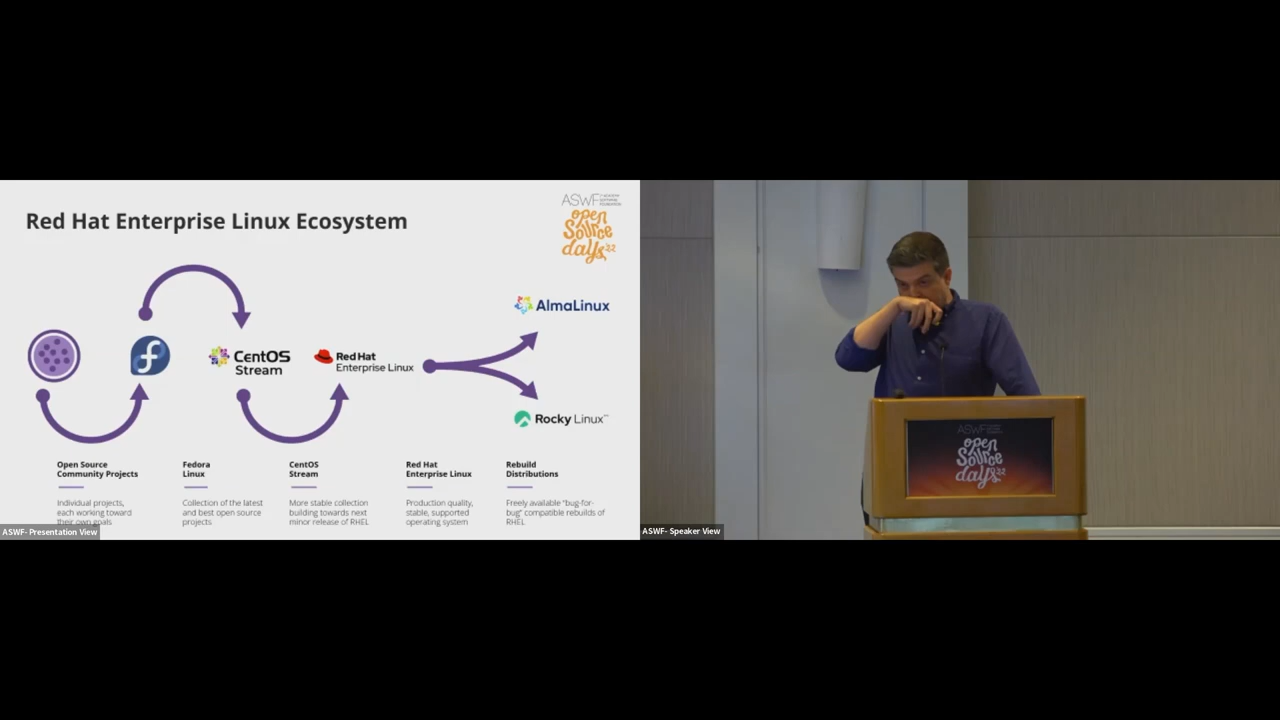 Red Hat Enterprise Linux Ecosystem
ASWF
open
Source
days 22
AlmaLinux
CentOS
Stream
Red Hat
Enterprise Linux
Rocky Linux™
Open Source
Community Projects
Individual projects,
each working toward
their own goals
Fedora
Linux
Collection of the latest
and best open source
projects
CentOS
Stream
More stable collection
building towards next
minor release of RHEL
Red Hat
Enterprise Linux
Production quality,
stable, supported
operating system
Rebuild
Distributions
Freely available "bug-for-
bug" compatible rebuilds of
RHEL
ASWF- Presentation View
ASWF
open
Source
days 22
ASWF- Speaker View